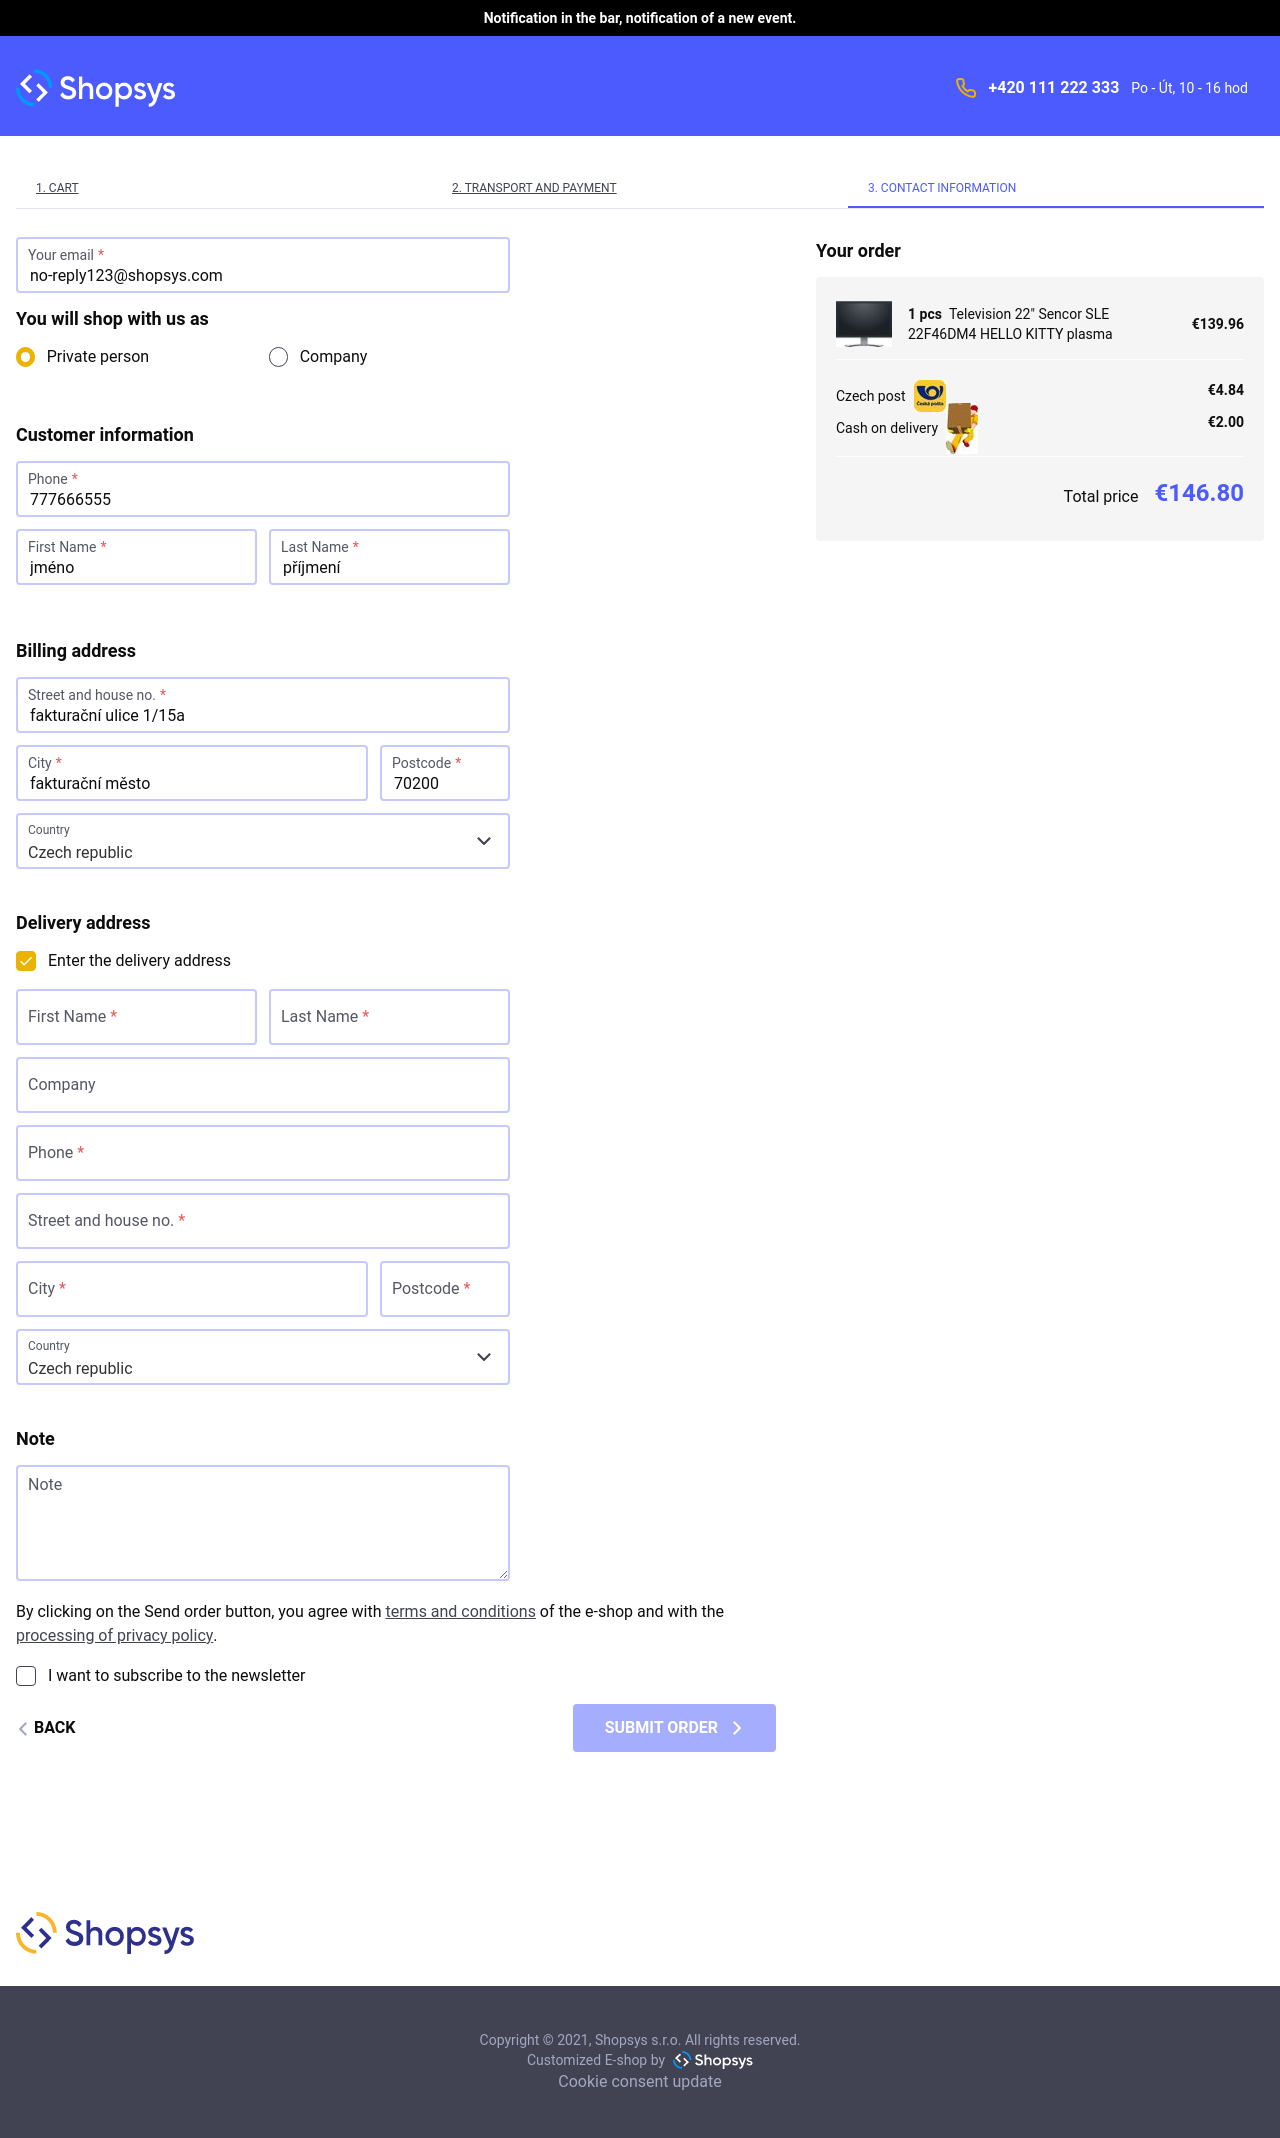 Notification in the bar, notification of a new event.
Shopsys
+420 111 222 333 Po - Út, 10 - 16 hod
1. CART
2. TRANSPORT AND PAYMENT
3. CONTACT INFORMATION
Your email *
no-reply123@shopsys.com
You will shop with us as
Private person
Company
Customer information
Phone *
777666555
First Name *
jméno
Last Name *
příjmení
Billing address
Street and house no. *
fakturační ulice 1/15a
City *
fakturační město
Postcode *
70200
Country
Czech republic
Delivery address
Enter the delivery address
First Name *
Last Name *
Company
Phone *
Street and house no. *
City *
Postcode *
Country
Czech republic
Note
Note
By clicking on the Send order button, you agree with terms and conditions of the e-shop and with the
processing of privacy policy.
I want to subscribe to the newsletter
BACK
SUBMIT ORDER
Your order
1 pcs Television 22" Sencor SLE
22F46DM4 HELLO KITTY plasma
€139.96
Czech post
Česká pošta
€4.84
Cash on delivery
€2.00
Total price €146.80
Shopsys
Copyright © 2021, Shopsys s.r.o. All rights reserved.
Customized E-shop by Shopsys
Cookie consent update